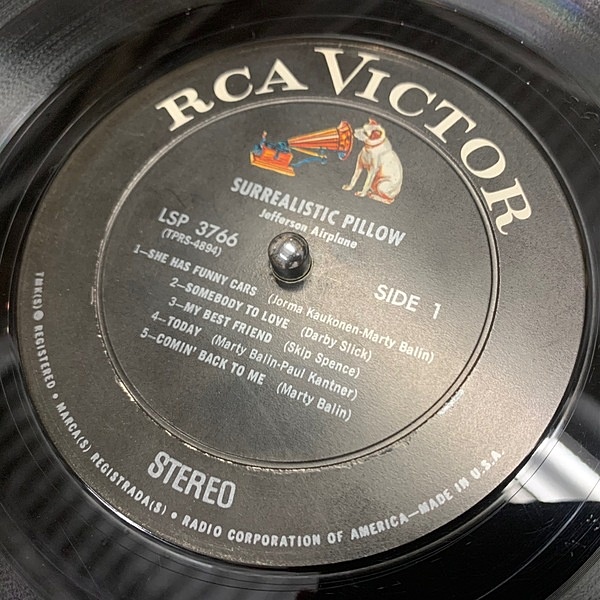 RCA VICTOR
SURREALISTIC PILLOW
Jefferson Airplane
LSP 3766
(TPRS-4894)
SIDE 1
1—SHE HAS FUNNY CARS (Jorma Kaukonen-Marty Balin)
2—SOMEBODY TO LOVE (Darby Slick)
3—MY BEST FRIEND (Skip Spence)
4—TODAY (Marty Balin-Paul Kantner)
5—COMIN' BACK TO ME (Marty Balin)
STEREO
TMK(S) ● REGISTERED • MARCA(S) REGISTRADA(S) • RADIO CORPORATION OF AMERICA—MADE IN U.S.A.